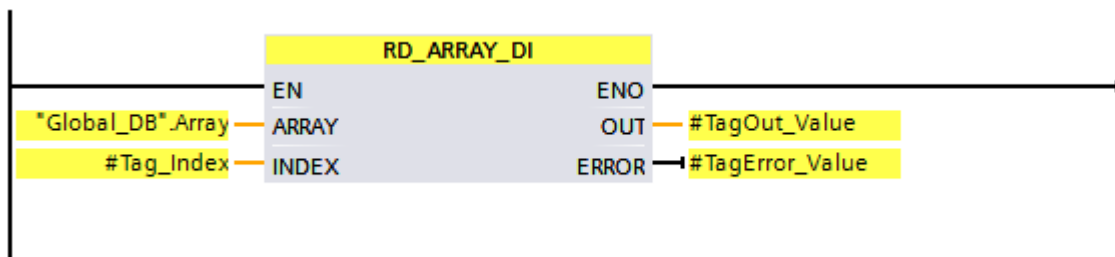 RD_ARRAY_DI
EN ENO
"Global_DB".Array ARRAY OUT #TagOut_Value
#Tag_Index INDEX ERROR #TagError_Value